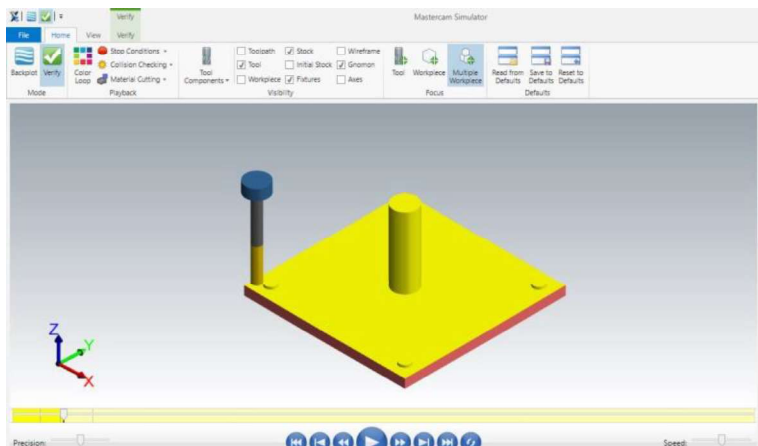 Verify
Mastercam Simulator
File Home View Verify
Stop Conditions
Collision Checking
Material Cutting
Toolpath Stock Wireframe
Tool Initial Stock Gnomon
Workpiece Fixtures Axes
Backplot Verify
Color Loop
Tool Components
Tool Workpiece Multiple Workpiece
Read from Defaults Save to Defaults Reset to Defaults
Mode Playback Visibility Focus Defaults
Z
Y
X
Precision: Speed: